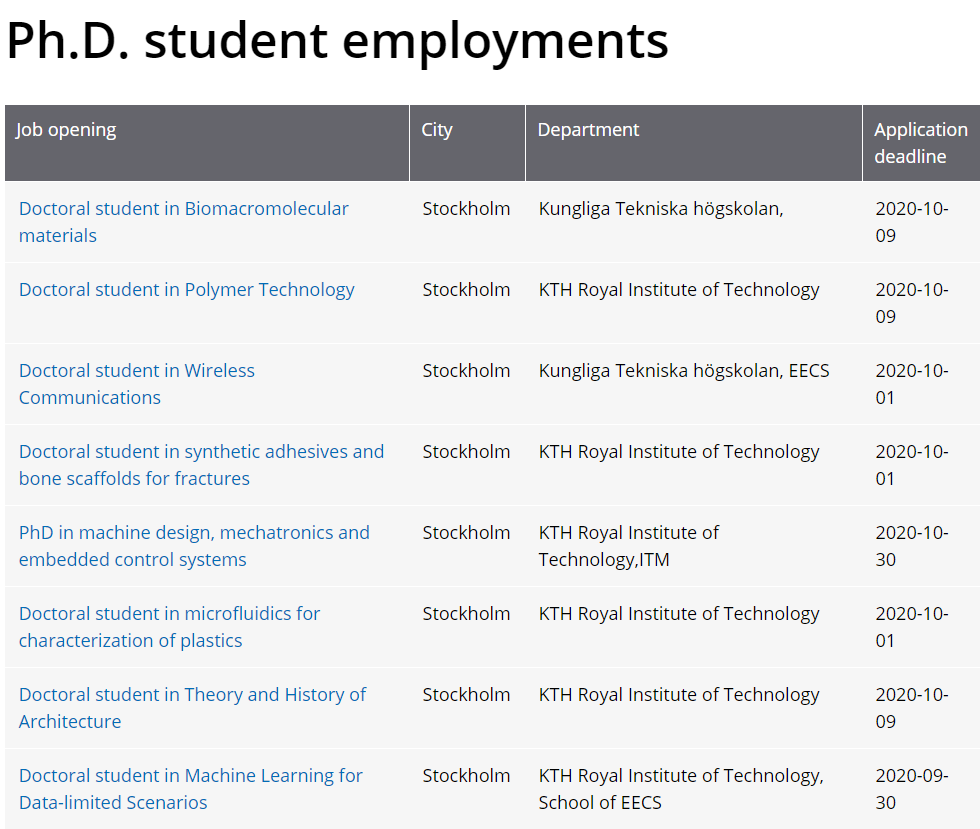 Ph.D. student employments
Job opening City Department Application
deadline
Doctoral student in Biomacromolecular Stockholm Kungliga Tekniska högskolan, 2020-10-
materials 09
Doctoral student in Polymer Technology Stockholm KTH Royal Institute of Technology 2020-10-
09
Doctoral student in Wireless Stockholm Kungliga Tekniska högskolan, EECS 2020-10-
Communications 01
Doctoral student in synthetic adhesives and Stockholm KTH Royal Institute of Technology 2020-10-
bone scaffolds for fractures 01
PhD in machine design, mechatronics and Stockholm KTH Royal Institute of 2020-10-
embedded control systems Technology,ITM 30
Doctoral student in microfluidics for Stockholm KTH Royal Institute of Technology 2020-10-
characterization of plastics 01
Doctoral student in Theory and History of Stockholm KTH Royal Institute of Technology 2020-10-
Architecture 09
Doctoral student in Machine Learning for Stockholm KTH Royal Institute of Technology, 2020-09-
Data-limited Scenarios School of EECS 30